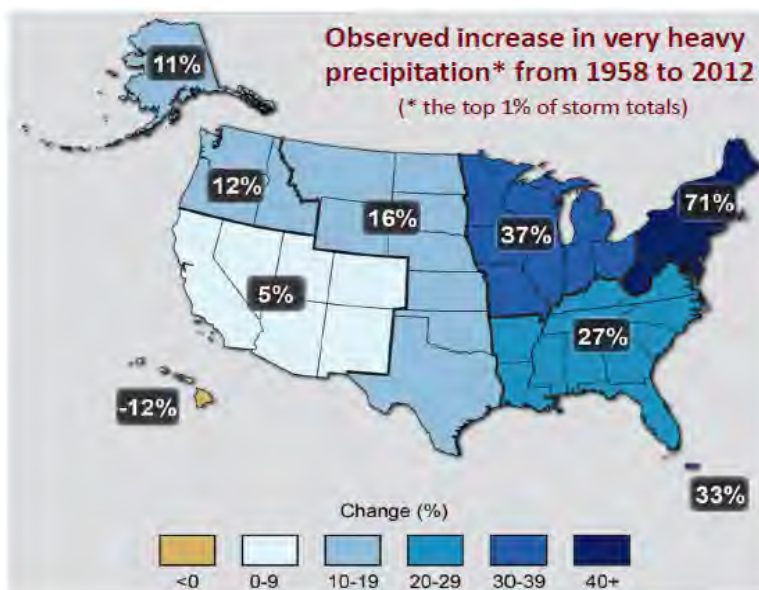 Observed increase in very heavy
precipitation* from 1958 to 2012
(* the top 1% of storm totals)
11%
71%
12%
16%
37%
5%
27%
-12%
33%
Change (%)
<0 0-9 10-19 20-29 30-39 40+